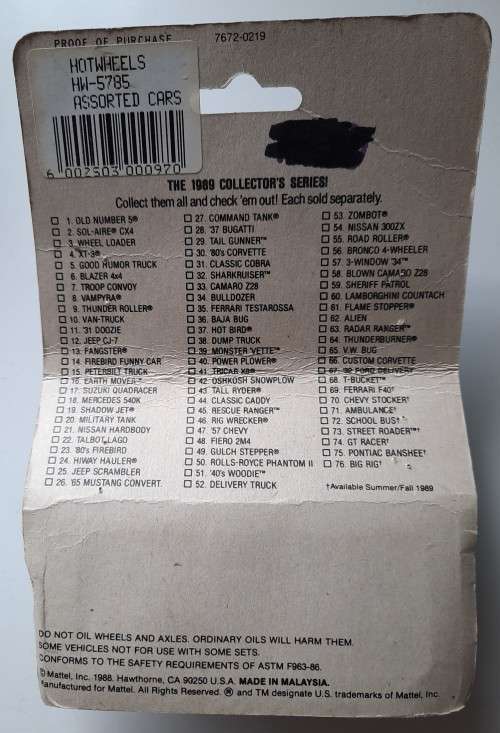 PROOF OF PURCHASE 7672-0219
HOTWHEELS
HW-5785
ASSORTED CARS
6 002503 000970
THE 1989 COLLECTOR'S SERIES!
Collect them all and check 'em out! Each sold separately.
☐ 1. OLD NUMBER 5®
☐ 2. SOL-AIRE® CX4
☐ 3. WHEEL LOADER
☐ 4. XT-3®
☐ 5. GOOD HUMOR TRUCK
☐ 6. BLAZER 4x4
☐ 7. TROOP CONVOY
☐ 8. VAMPYRA®
☐ 9. THUNDER ROLLER®
☐ 10. VAN-TRUCK
☐ 11. '31 DOOZIE
☐ 12. JEEP CJ-7
☐ 13. FANGSTER®
☐ 14. FIREBIRD FUNNY CAR
☐ 15. PETERBILT TRUCK
☐ 16. EARTH MOVER™
☐ 17. SUZUKI QUADRACER
☐ 18. MERCEDES 540K
☐ 19. SHADOW JET®
☐ 20. MILITARY TANK
☐ 21. NISSAN HARDBODY
☐ 22. TALBOT LAGO
☐ 23. '80's FIREBIRD
☐ 24. HIWAY HAULER®
☐ 25. JEEP SCRAMBLER
☐ 26. '65 MUSTANG CONVERT
☐ 27. COMMAND TANK®
☐ 28. '37 BUGATTI
☐ 29. TAIL GUNNER™
☐ 30. '80's CORVETTE
☐ 31. CLASSIC COBRA
☐ 32. SHARKRUISER™
☐ 33. CAMARO Z28
☐ 34. BULLDOZER
☐ 35. FERRARI TESTAROSSA
☐ 36. BAJA BUG
☐ 37. HOT BIRD®
☐ 38. DUMP TRUCK
☐ 39. MONSTER 'VETTE™
☐ 40. POWER PLOWER®
☐ 41. TRICAR X8®
☐ 42. OSHKOSH SNOWPLOW
☐ 43. TALL RYDER®
☐ 44. CLASSIC CADDY
☐ 45. RESCUE RANGER™
☐ 46. RIG WRECKER®
☐ 47. '57 CHEVY
☐ 48. FIERO 2M4
☐ 49. GULCH STEPPER®
☐ 50. ROLLS-ROYCE PHANTOM II
☐ 51. '40's WOODIE™
☐ 52. DELIVERY TRUCK
☐ 53. ZOMBOT®
☐ 54. NISSAN 300ZX
☐ 55. ROAD ROLLER®
☐ 56. BRONCO 4-WHEELER
☐ 57. 3-WINDOW '34™
☐ 58. BLOWN CAMARO Z28
☐ 59. SHERIFF PATROL
☐ 60. LAMBORGHINI COUNTACH
☐ 61. FLAME STOPPER®
☐ 62. ALIEN
☐ 63. RADAR RANGER™
☐ 64. THUNDERBURNER®
☐ 65. V.W. BUG
☐ 66. CUSTOM CORVETTE
☐ 67. '32 FORD DELIVERY
☐ 68. T-BUCKET™
☐ 69. FERRARI F40†
☐ 70. CHEVY STOCKER†
☐ 71. AMBULANCE†
☐ 72. SCHOOL BUS†
☐ 73. STREET ROADER™†
☐ 74. GT RACER†
☐ 75. PONTIAC BANSHEE†
☐ 76. BIG RIG†
†Available Summer/Fall 1989
DO NOT OIL WHEELS AND AXLES. ORDINARY OILS WILL HARM THEM.
SOME VEHICLES NOT FOR USE WITH SOME SETS.
CONFORMS TO THE SAFETY REQUIREMENTS OF ASTM F963-86.
© Mattel, Inc. 1988. Hawthorne, CA 90250 U.S.A. MADE IN MALAYSIA.
Manufactured for Mattel. All Rights Reserved. ® and TM designate U.S. trademarks of Mattel, Inc.